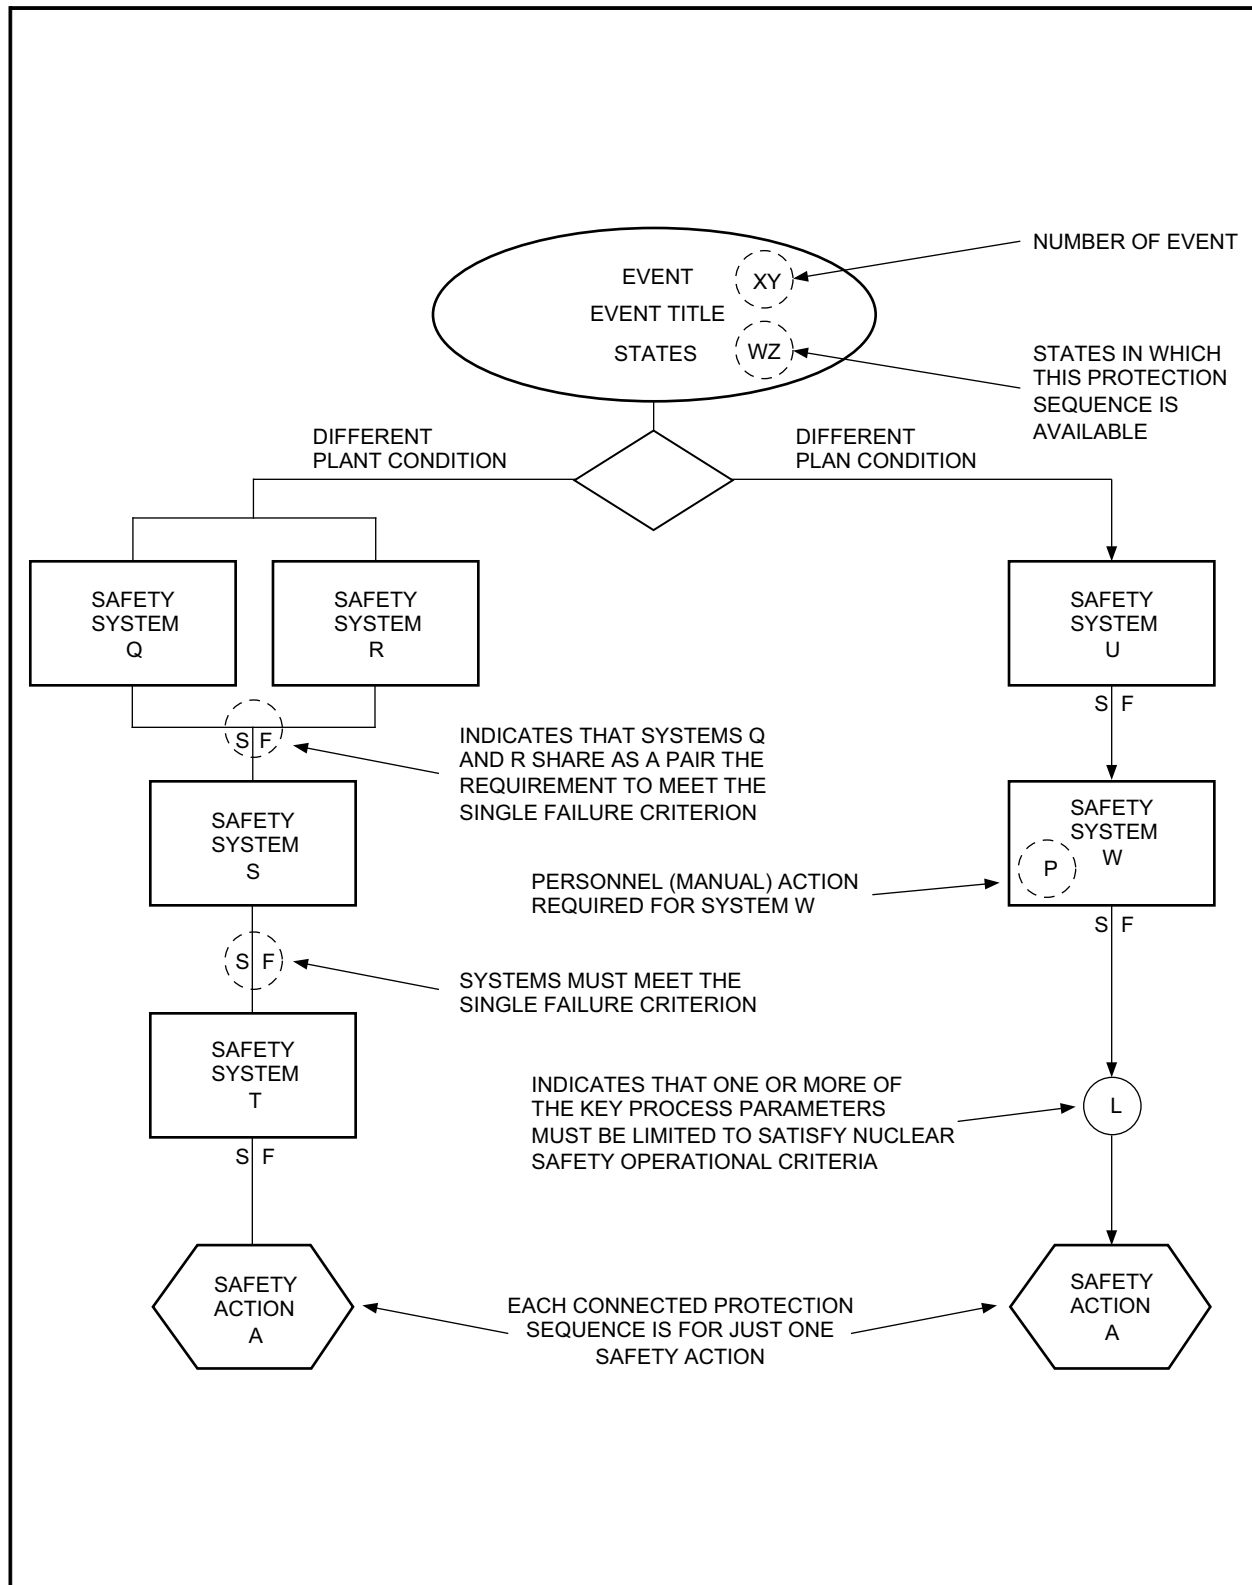 NUMBER OF EVENT
EVENT XY
EVENT TITLE
STATES WZ
STATES IN WHICH
THIS PROTECTION
SEQUENCE IS
AVAILABLE
DIFFERENT
PLANT CONDITION
DIFFERENT
PLAN CONDITION
SAFETY
SYSTEM
Q
SAFETY
SYSTEM
R
SAFETY
SYSTEM
U
S F
S F
INDICATES THAT SYSTEMS Q
AND R SHARE AS A PAIR THE
REQUIREMENT TO MEET THE
SINGLE FAILURE CRITERION
SAFETY
SYSTEM
S
SAFETY
SYSTEM
W
P
PERSONNEL (MANUAL) ACTION
REQUIRED FOR SYSTEM W
S F
S F
SYSTEMS MUST MEET THE
SINGLE FAILURE CRITERION
SAFETY
SYSTEM
T
INDICATES THAT ONE OR MORE OF
THE KEY PROCESS PARAMETERS
MUST BE LIMITED TO SATISFY NUCLEAR
SAFETY OPERATIONAL CRITERIA
L
S F
SAFETY
ACTION
A
EACH CONNECTED PROTECTION
SEQUENCE IS FOR JUST ONE
SAFETY ACTION
SAFETY
ACTION
A